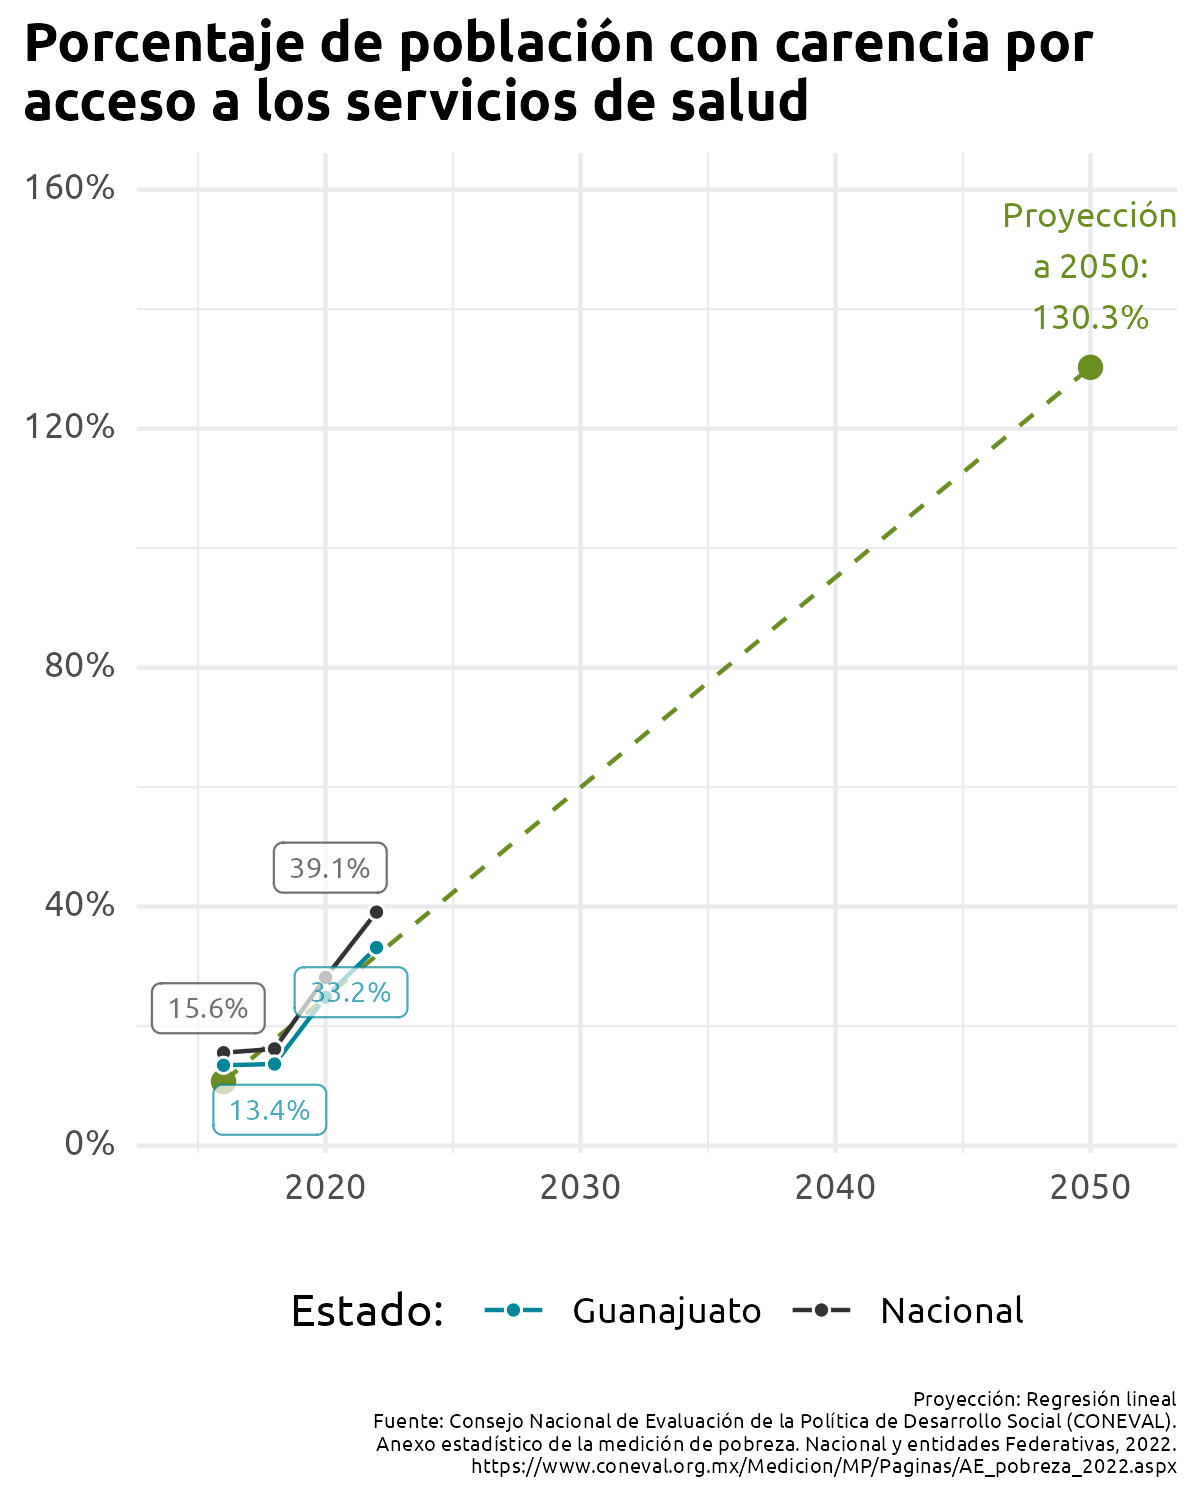 Porcentaje de población con carencia por
acceso a los servicios de salud
160%
Proyección
a 2050:
130.3%
120%
80%
39.1%
40%
33.2%
15.6%
13.4%
0%
2020 2030 2040 2050
Estado: Guanajuato Nacional
Proyección: Regresión lineal
Fuente: Consejo Nacional de Evaluación de la Política de Desarrollo Social (CONEVAL).
Anexo estadístico de la medición de pobreza. Nacional y entidades Federativas, 2022.
https://www.coneval.org.mx/Medicion/MP/Paginas/AE_pobreza_2022.aspx